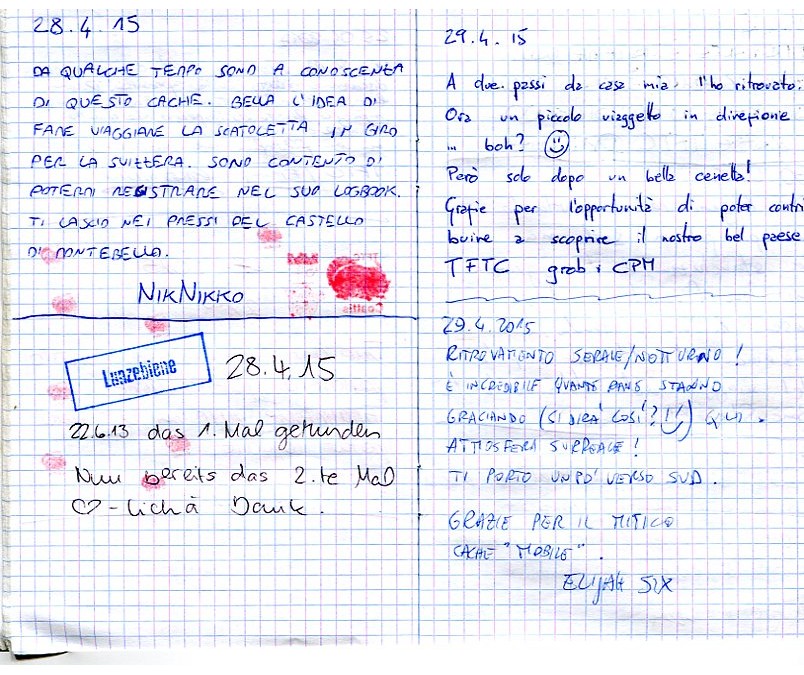 28.4.15
DA QUALCHE TEMPO SONO A CONOSCENZA
DI QUESTO CACHE. BELLA L'IDEA DI
FARE VIAGGIARE LA SCATOLETTA IN GIRO
PER LA SVIZZERA. SONO CONTENTO DI
POTERMI REGISTRARE NEL SUO LOGBOOK.
TI LASCIO NEI PRESSI DEL CASTELLO
DI MONTEBELLO.
NIKNIKKO
Luazebiene
28.4.15
22.6.13 das 1. Mal gefunden
Nun bereits das 2.te Mal
♡-lich Dank.
29.4.15
A due passi da casa mia l'ho ritrovato.
Ora un piccolo viaggetto in direzione
... boh? ☺
Però solo dopo un bella cenetta!
Grazie per l'opportunità di poter contri
buire a scoprire il nostro bel paese
TFTC grob i CPM
29.4.2015
RITROVAMENTO SERALE/NOTTURNO!
È INCREDIBILE QUANTE RANE STANNO
GRACIANDO (SI DIRÀ COSÌ?!!) QUI.
ATMOSFERA SURREALE!
TI PORTO UN PO' VERSO SUD.
GRAZIE PER IL MITICO
CACHE "MOBILE".
ELIJAH SIX